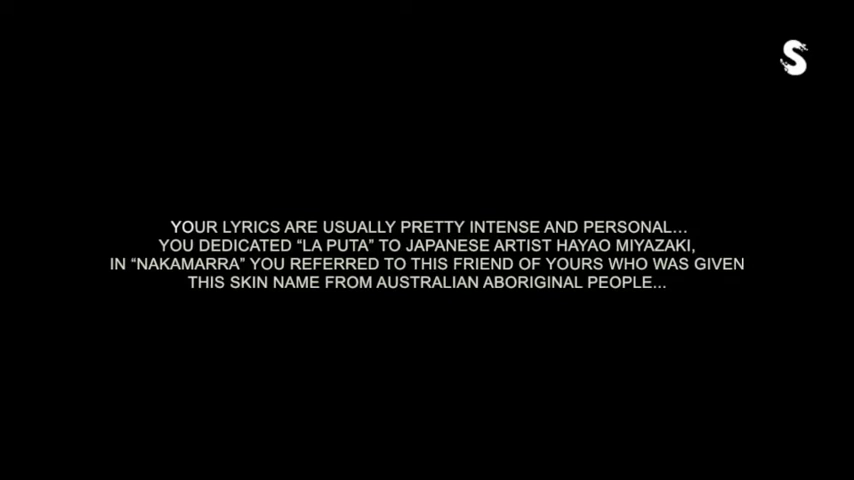 S
YOUR LYRICS ARE USUALLY PRETTY INTENSE AND PERSONAL...
YOU DEDICATED “LA PUTA” TO JAPANESE ARTIST HAYAO MIYAZAKI,
IN “NAKAMARRA” YOU REFERRED TO THIS FRIEND OF YOURS WHO WAS GIVEN
THIS SKIN NAME FROM AUSTRALIAN ABORIGINAL PEOPLE...